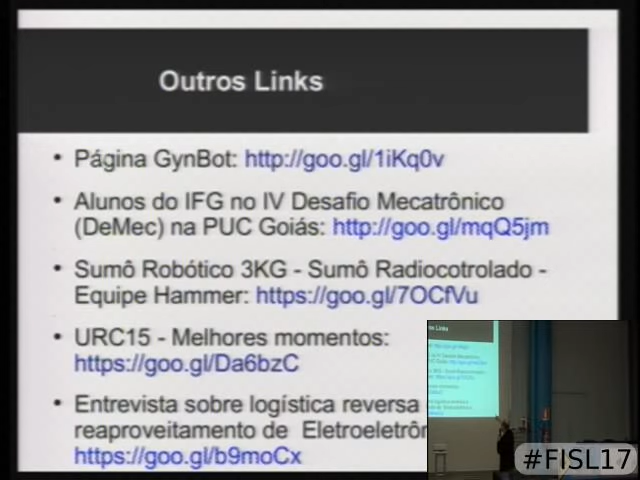 Outros Links
• Página GynBot: http://goo.gl/1iKq0v
• Alunos do IFG no IV Desafio Mecatrônico
(DeMec) na PUC Goiás: http://goo.gl/mqQ5jm
• Sumô Robótico 3KG - Sumô Radiocotrolado -
Equipe Hammer: https://goo.gl/7OCfVu
• URC15 - Melhores momentos:
https://goo.gl/Da6bzC
• Entrevista sobre logística reversa
reaproveitamento de Eletroeletrôn
https://goo.gl/b9moCx
#FISL17